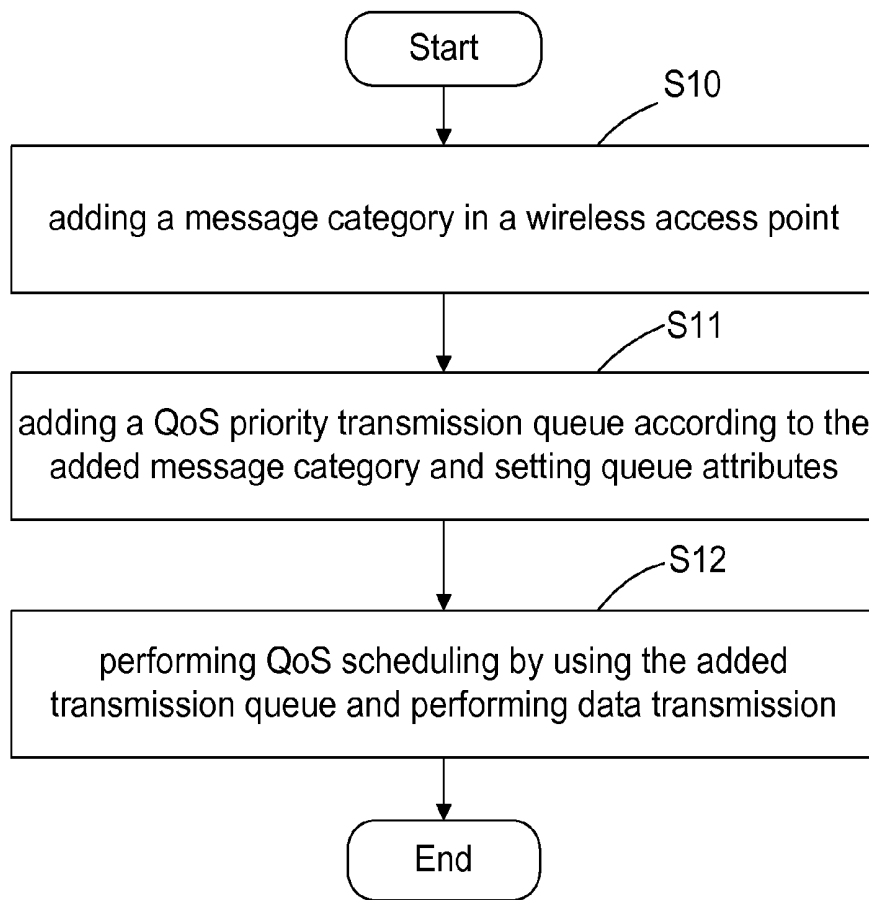 Start
S10
adding a message category in a wireless access point
S11
adding a QoS priority transmission queue according to the
added message category and setting queue attributes
S12
performing QoS scheduling by using the added
transmission queue and performing data transmission
End